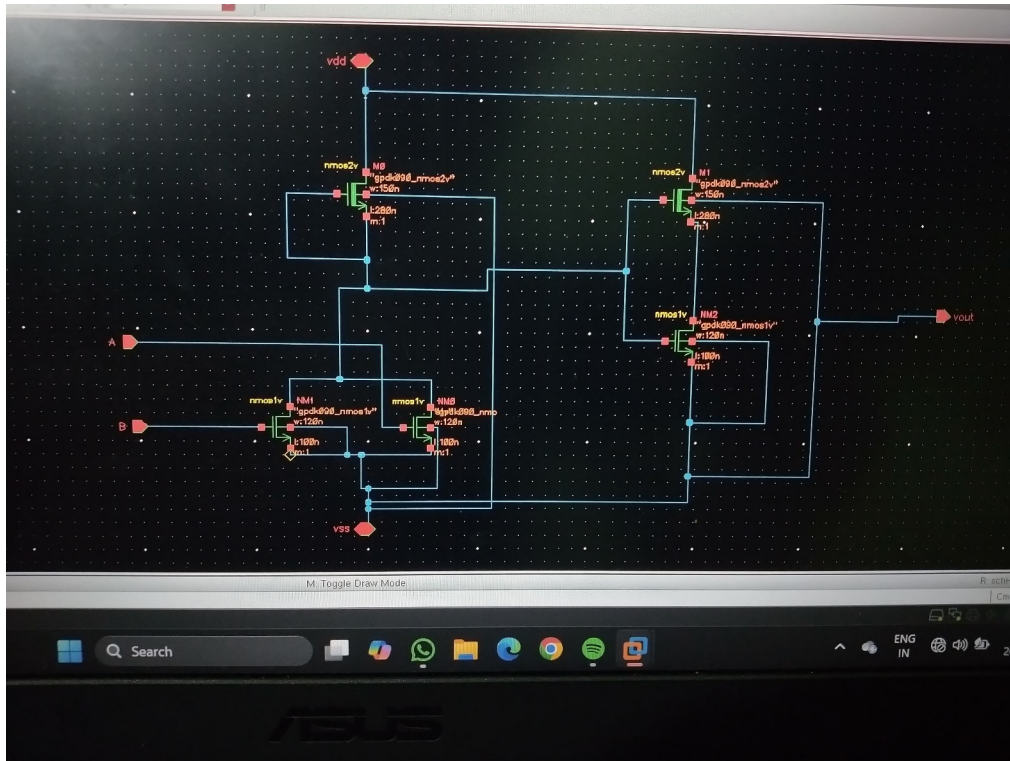 vdd
nmos2v M0
"gpdk090_nmos2v"
w:150n
l:280n
m:1
nmos2v M1
"gpdk090_nmos2v"
w:150n
l:280n
m:1
nmos1v NM2
"gpdk090_nmos1v"
w:120n
l:100n
m:1
vout
A
B
nmos1v NM1
"gpdk090_nmos1v"
w:120n
l:100n
m:1
nmos1v NM0
w:120n
l:100n
m:1
vss
M: Toggle Draw Mode
Search
ENG
IN
ASUS